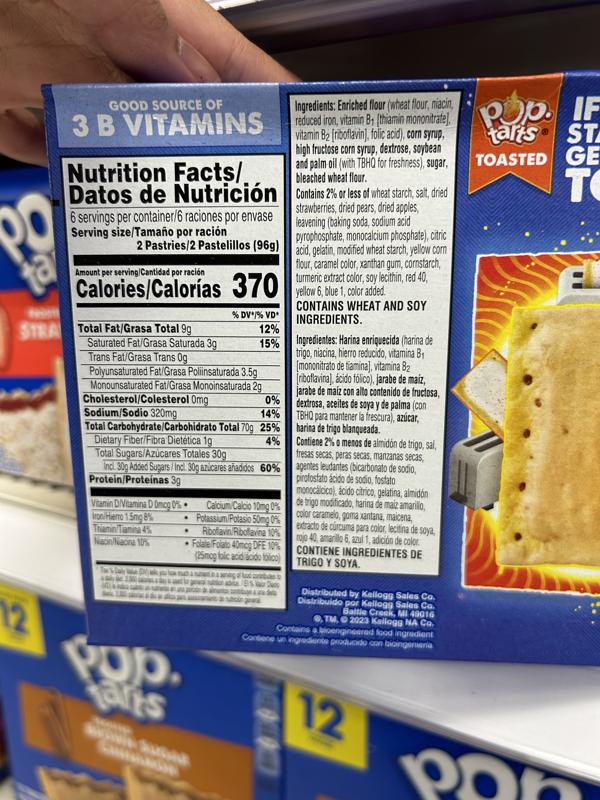 GOOD SOURCE OF
3 B VITAMINS
Nutrition Facts/
Datos de Nutrición
6 servings per container/6 raciones por envase
Serving size/Tamaño por ración
2 Pastries/2 Pastelillos (96g)
Amount per serving/Cantidad por ración
Calories/Calorías 370
% DV*/% VD*
Total Fat/Grasa Total 9g 12%
Saturated Fat/Grasa Saturada 3g 15%
Trans Fat/Grasa Trans 0g
Polyunsaturated Fat/Grasa Poliinsaturada 3.5g
Monounsaturated Fat/Grasa Monoinsaturada 2g
Cholesterol/Colesterol 0mg 0%
Sodium/Sodio 320mg 14%
Total Carbohydrate/Carbohidrato Total 70g 25%
Dietary Fiber/Fibra Dietética 1g 4%
Total Sugars/Azúcares Totales 30g
Incl. 30g Added Sugars / Incl. 30g azúcares añadidos 60%
Protein/Proteínas 3g
Vitamin D/Vitamina D 0mcg 0% • Calcium/Calcio 10mg 0%
Iron/Hierro 1.5mg 8% • Potassium/Potasio 50mg 0%
Thiamin/Tiamina 4% • Riboflavin/Riboflavina 10%
Niacin/Niacina 10% • Folate/Folato 40mcg DFE 10%
(25mcg folic acid/ácido fólico)
Ingredients: Enriched flour (wheat flour, niacin,
reduced iron, vitamin B1 [thiamin mononitrate],
vitamin B2 [riboflavin], folic acid), corn syrup,
high fructose corn syrup, dextrose, soybean
and palm oil (with TBHQ for freshness), sugar,
bleached wheat flour.
Contains 2% or less of wheat starch, salt, dried
strawberries, dried pears, dried apples,
leavening (baking soda, sodium acid
pyrophosphate, monocalcium phosphate), citric
acid, gelatin, modified wheat starch, yellow corn
flour, caramel color, xanthan gum, cornstarch,
turmeric extract color, soy lecithin, red 40,
yellow 6, blue 1, color added.
CONTAINS WHEAT AND SOY
INGREDIENTS.
Ingredientes: Harina enriquecida (harina de
trigo, niacina, hierro reducido, vitamina B1
[mononitrato de tiamina], vitamina B2
[riboflavina], ácido fólico), jarabe de maíz,
jarabe de maíz con alto contenido de fructosa,
dextrosa, aceites de soya y de palma (con
TBHQ para mantener la frescura), azúcar,
harina de trigo blanqueada.
Contiene 2% o menos de almidón de trigo, sal,
fresas secas, peras secas, manzanas secas,
agentes leudantes (bicarbonato de sodio,
pirofosfato ácido de sodio, fosfato
monocálcico), ácido cítrico, gelatina, almidón
de trigo modificado, harina de maíz amarillo,
color caramelo, goma xantana, maicena,
extracto de cúrcuma para color, lecitina de soya,
rojo 40, amarillo 6, azul 1, adición de color.
CONTIENE INGREDIENTES DE
TRIGO Y SOYA.
Distributed by Kellogg Sales Co.
Distribuido por Kellogg Sales Co.
Battle Creek, MI 49016
®, TM, © 2023 Kellogg NA Co.
Contains a bioengineered food ingredient
Contiene un ingrediente producido con bioingeniería
Pop.
tarts®
TOASTED
IF
STA
GE
TO
12
Pop.
tarts
BROWN SUGAR
CINNAMON
12
pop